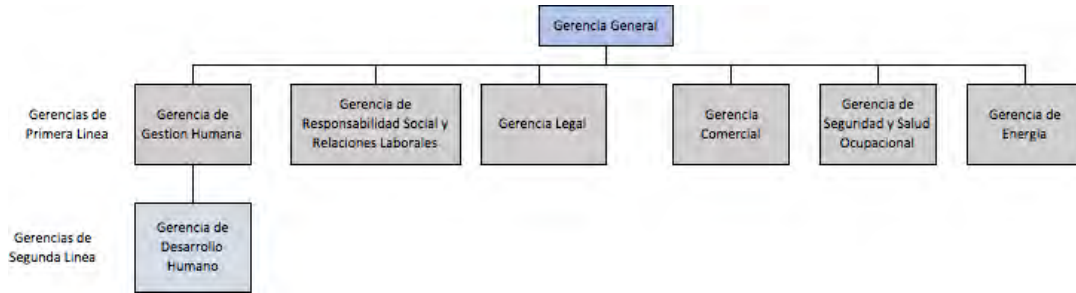 Gerencia General
Gerencias de
Primera Linea
Gerencia de
Gestion Humana
Gerencia de
Responsabilidad Social y
Relaciones Laborales
Gerencia Legal
Gerencia
Comercial
Gerencia de
Seguridad y Salud
Ocupacional
Gerencia de
Energía
Gerencias de
Segunda Linea
Gerencia de
Desarrollo
Humano